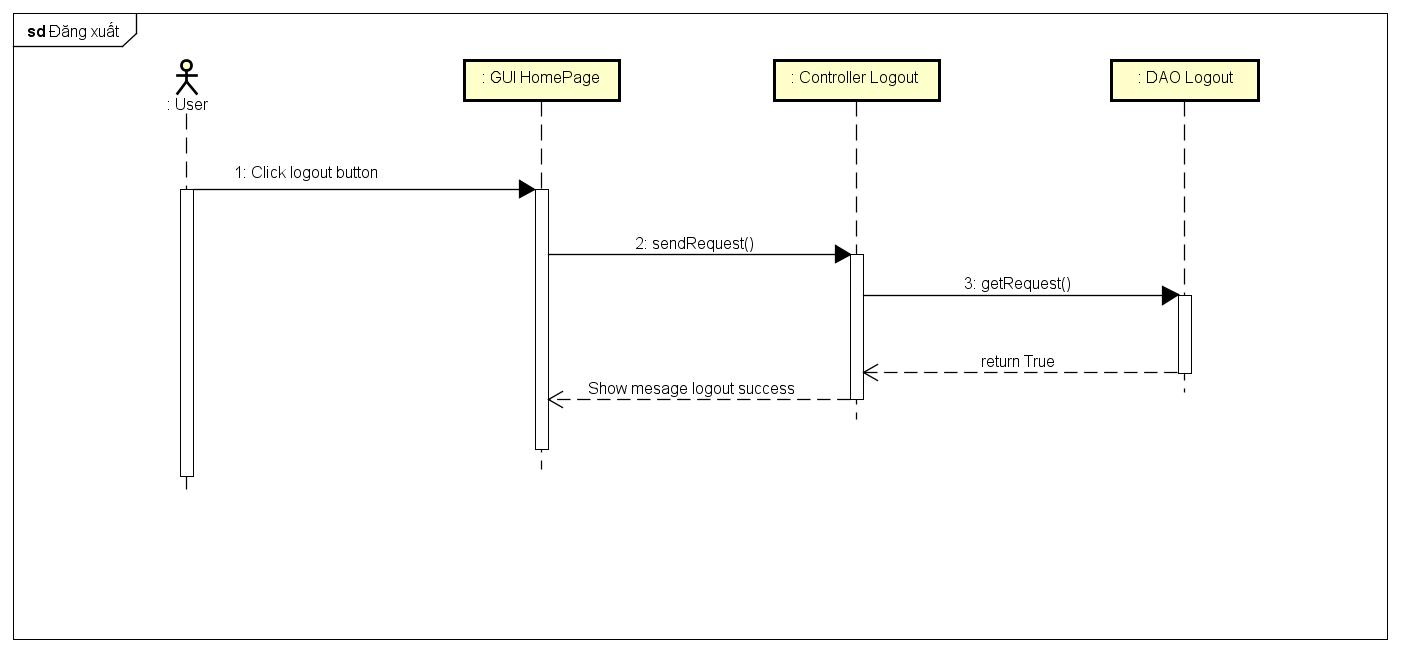 sd Đăng xuất
: User
: GUI HomePage
: Controller Logout
: DAO Logout
1: Click logout button
2: sendRequest()
3: getRequest()
return True
Show mesage logout success